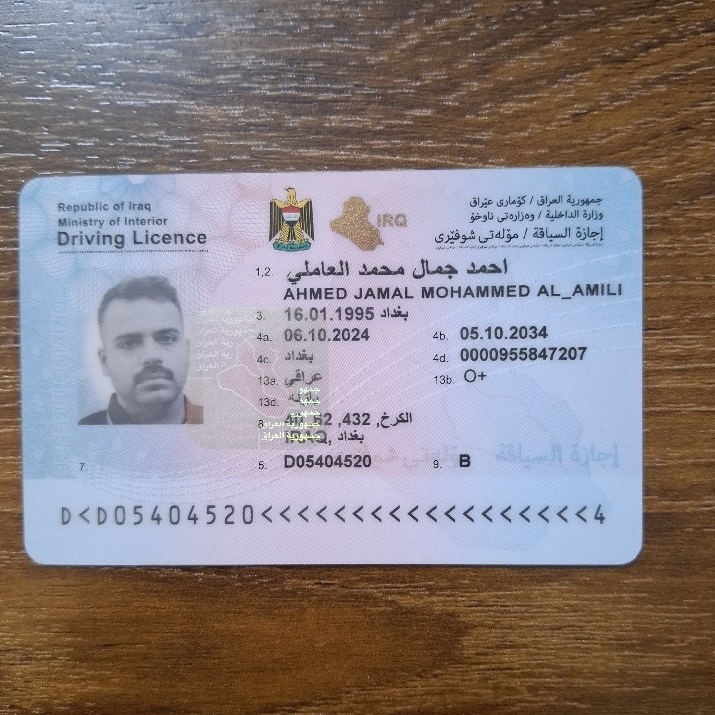 Republic of Iraq
Ministry of Interior
Driving Licence
IRQ
جمهورية العراق / كۆماری عێراق
وزارة الداخلية / وەزارەتی ناوخۆ
إجازة السياقة / مۆڵەتی شوفێری
1,2. احمد جمال محمد العاملي
AHMED JAMAL MOHAMMED AL_AMILI
3. 16.01.1995 بغداد
4a. 06.10.2024 4b. 05.10.2034
4c. بغداد 4d. 0000955847207
13a. عراقي 13b. O+
13c.
8. الكرخ, 432, 52
بغداد, IRAQ
7. 5. D05404520 9. B
إجازة السياقة
D<D05404520<<<<<<<<<<<<<<<<<<<4